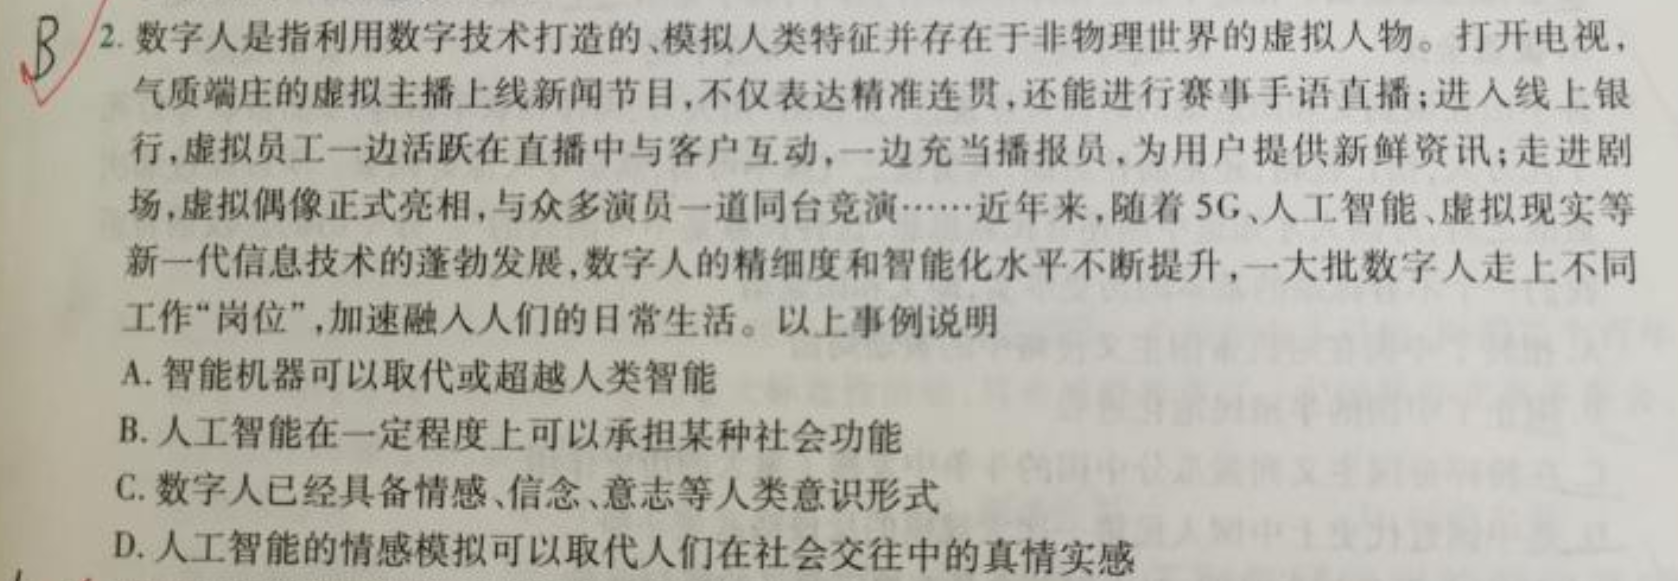 B
2. 数字人是指利用数字技术打造的、模拟人类特征并存在于非物理世界的虚拟人物。打开电视,
气质端庄的虚拟主播上线新闻节目,不仅表达精准连贯,还能进行赛事手语直播;进入线上银
行,虚拟员工一边活跃在直播中与客户互动,一边充当播报员,为用户提供新鲜资讯;走进剧
场,虚拟偶像正式亮相,与众多演员一道同台竞演……近年来,随着5G、人工智能、虚拟现实等
新一代信息技术的蓬勃发展,数字人的精细度和智能化水平不断提升,一大批数字人走上不同
工作“岗位”,加速融入人们的日常生活。以上事例说明
A. 智能机器可以取代或超越人类智能
B. 人工智能在一定程度上可以承担某种社会功能
C. 数字人已经具备情感、信念、意志等人类意识形式
D. 人工智能的情感模拟可以取代人们在社会交往中的真情实感